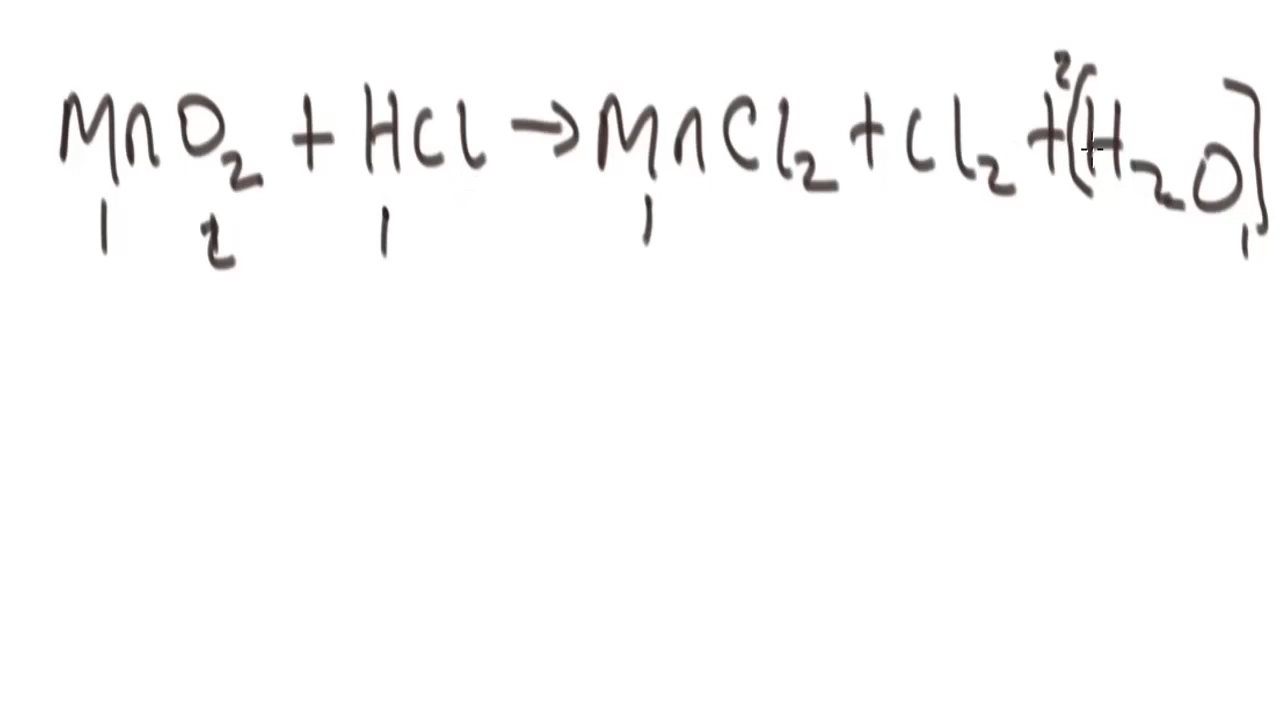 MnO₂ + HCl → MnCl₂ + Cl₂ + 2[H₂O]
1 2 1 1 1